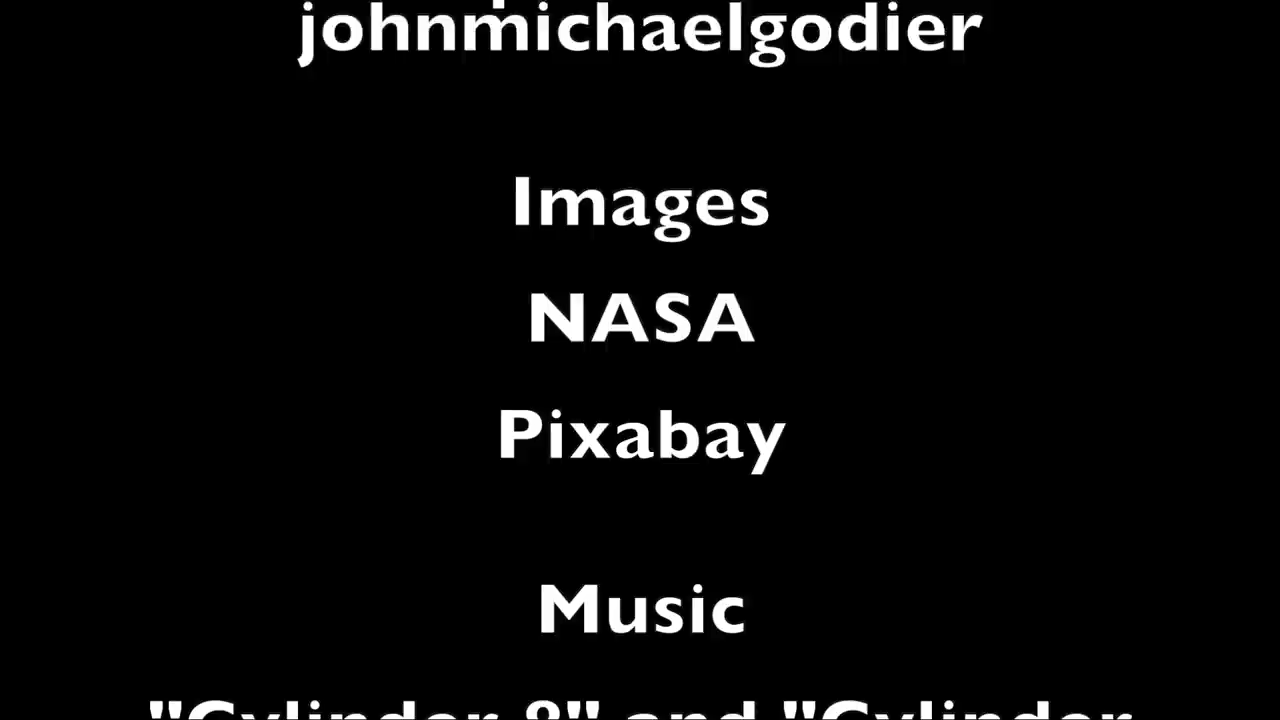 johnmichaelgodier
Images
NASA
Pixabay
Music
"Cylinder 8" and "Cylinder